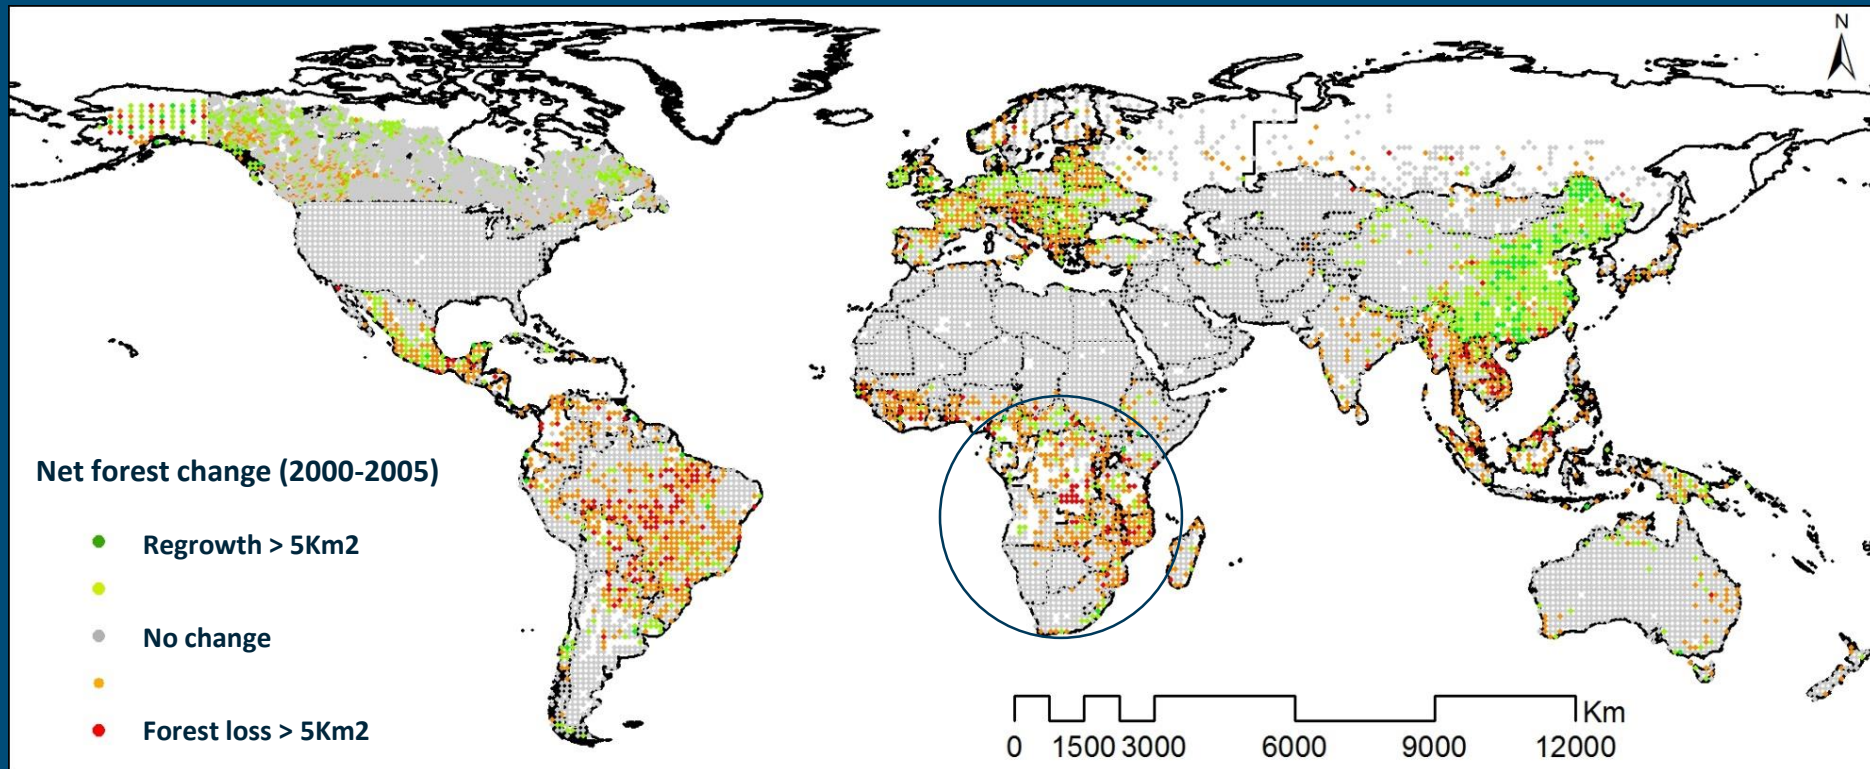 N
Net forest change (2000-2005)
Regrowth > 5Km2
No change
Forest loss > 5Km2
Km
0 1500 3000 6000 9000 12000